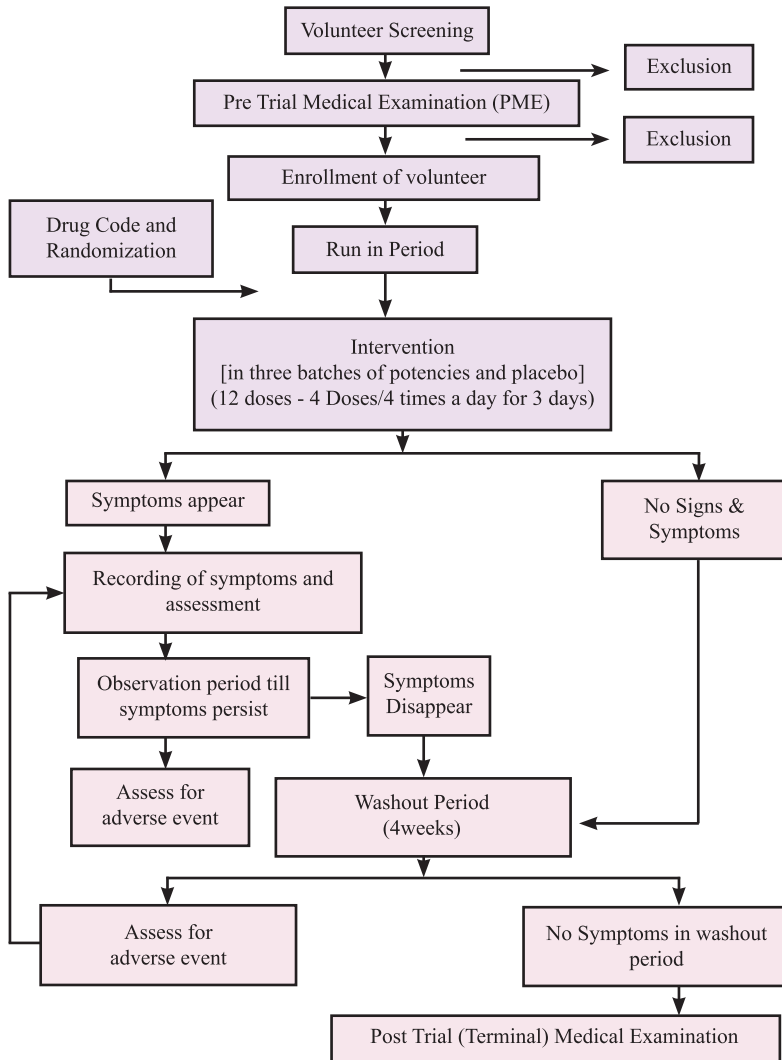 Volunteer Screening
Exclusion
Pre Trial Medical Examination (PME)
Exclusion
Enrollment of volunteer
Drug Code and
Randomization
Run in Period
Intervention
[in three batches of potencies and placebo]
(12 doses - 4 Doses/4 times a day for 3 days)
Symptoms appear
No Signs &
Symptoms
Recording of symptoms and
assessment
Observation period till
symptoms persist
Symptoms
Disappear
Assess for
adverse event
Washout Period
(4weeks)
Assess for
adverse event
No Symptoms in washout
period
Post Trial (Terminal) Medical Examination